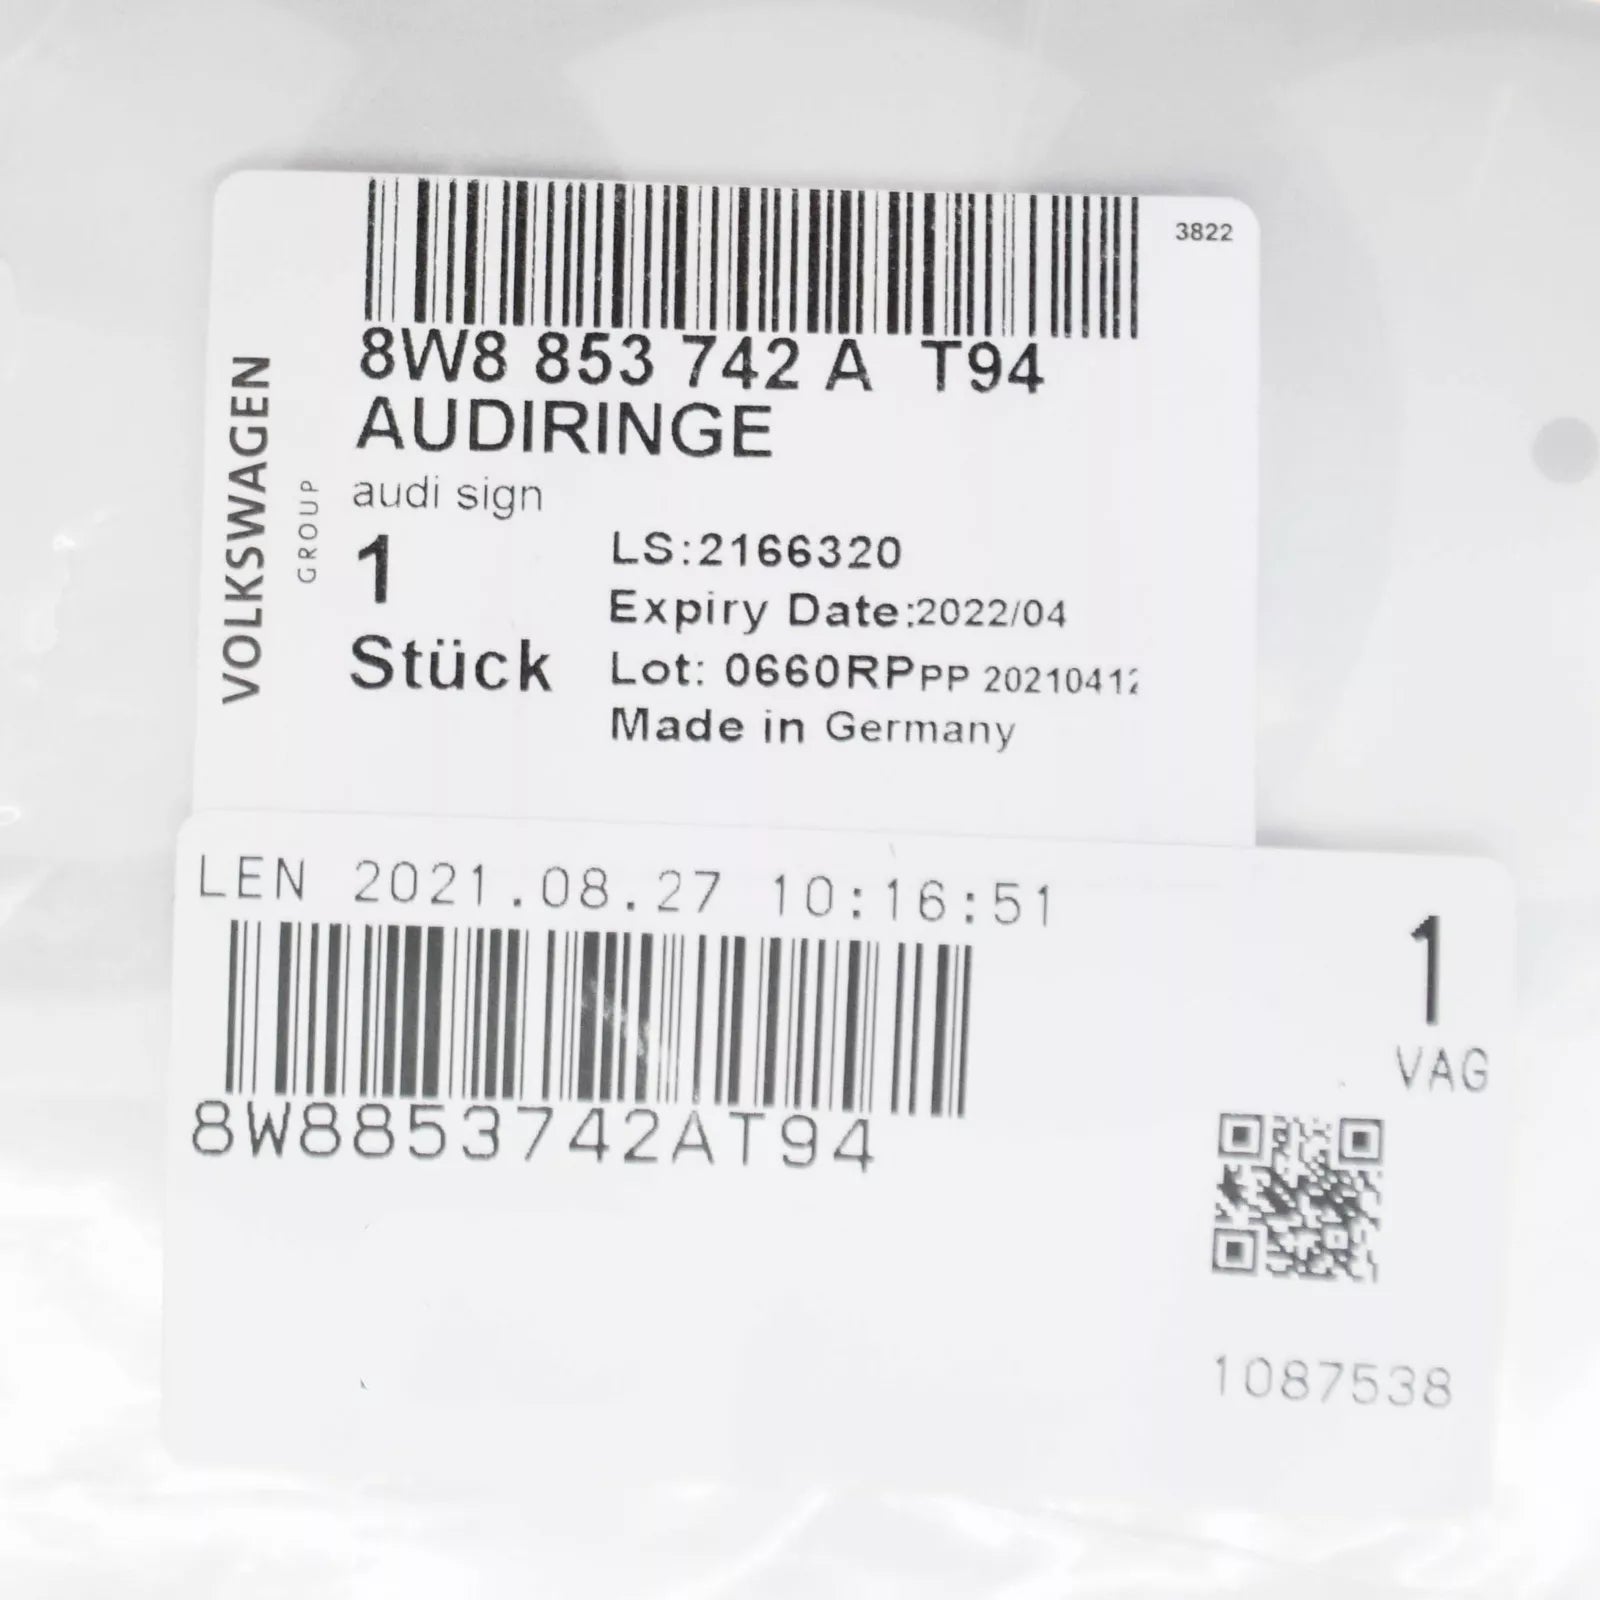 3822
8W8 853 742 A T94
AUDIRINGE
audi sign
1
Stück
LS:2166320
Expiry Date:2022/04
Lot: 0660RPPP 20210412
Made in Germany
VOLKSWAGEN
GROUP
LEN 2021.08.27 10:16:51
8W8853742AT94
1
VAG
1087538